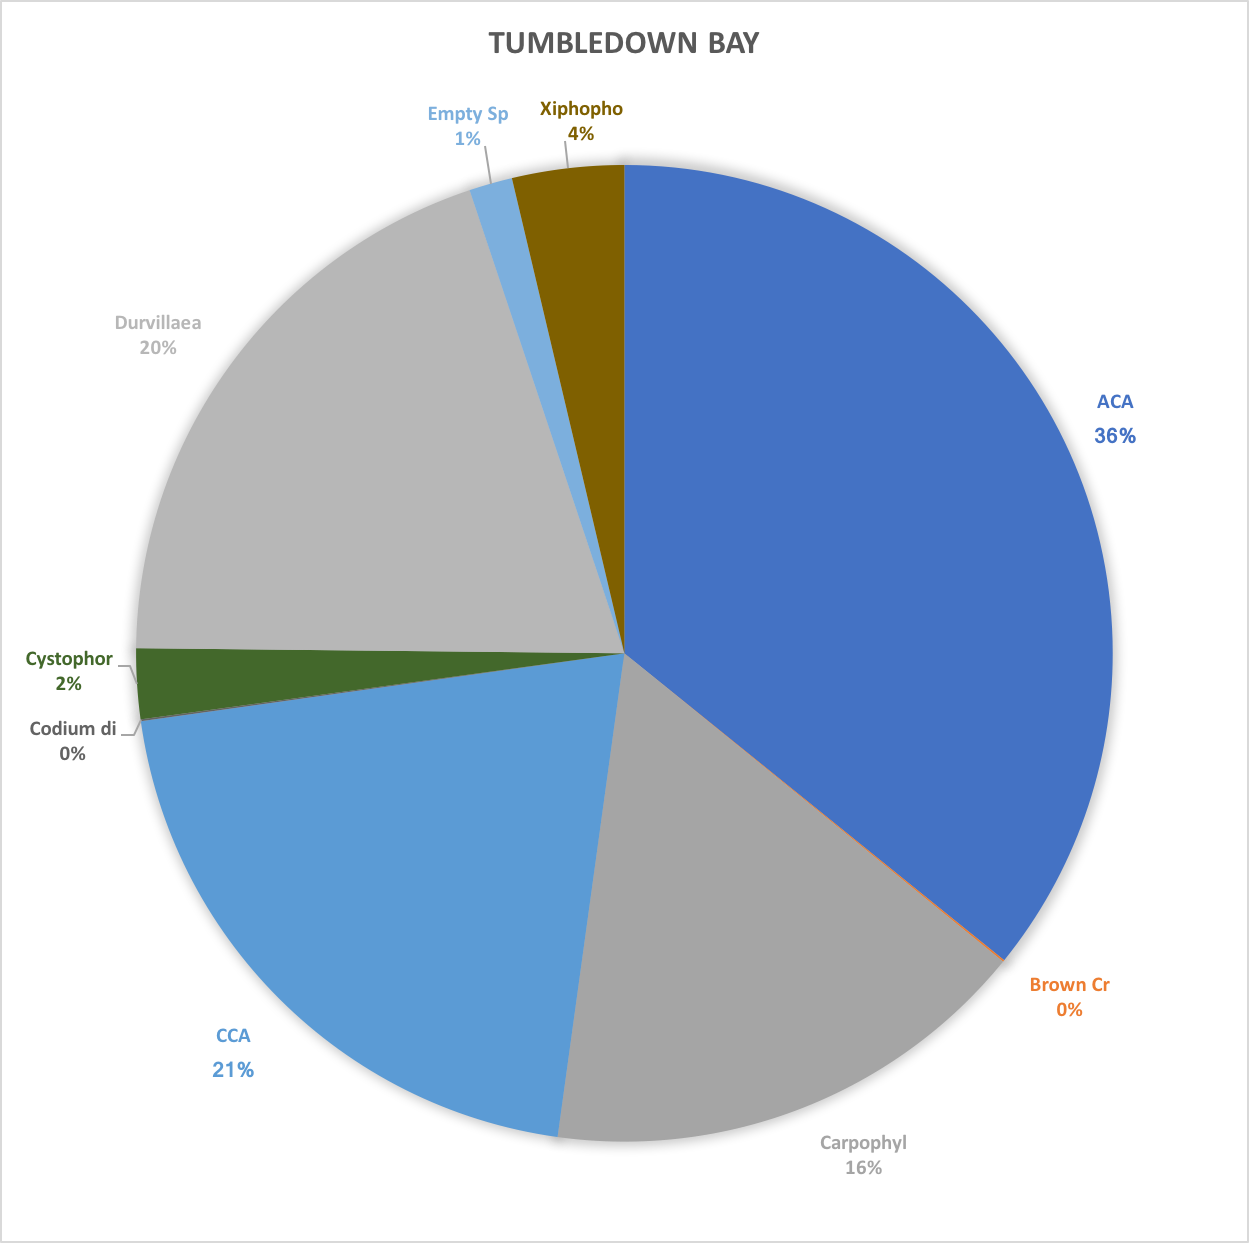 TUMBLEDOWN BAY
Empty Sp
1%
Xiphopho
4%
Durvillaea
20%
ACA
36%
Cystophor
2%
Codium di
0%
Brown Cr
0%
CCA
21%
Carpophyl
16%